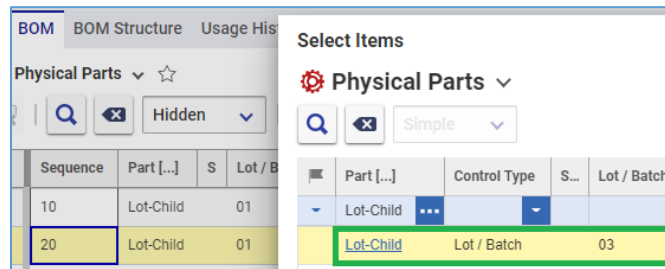 BOM BOM Structure Usage His
Physical Parts
Hidden
Sequence Part [...] S Lot / B
10 Lot-Child 01
20 Lot-Child 01
Select Items
Physical Parts
Simple
Part [...] Control Type S... Lot / Batch
Lot-Child ...
Lot-Child Lot / Batch 03